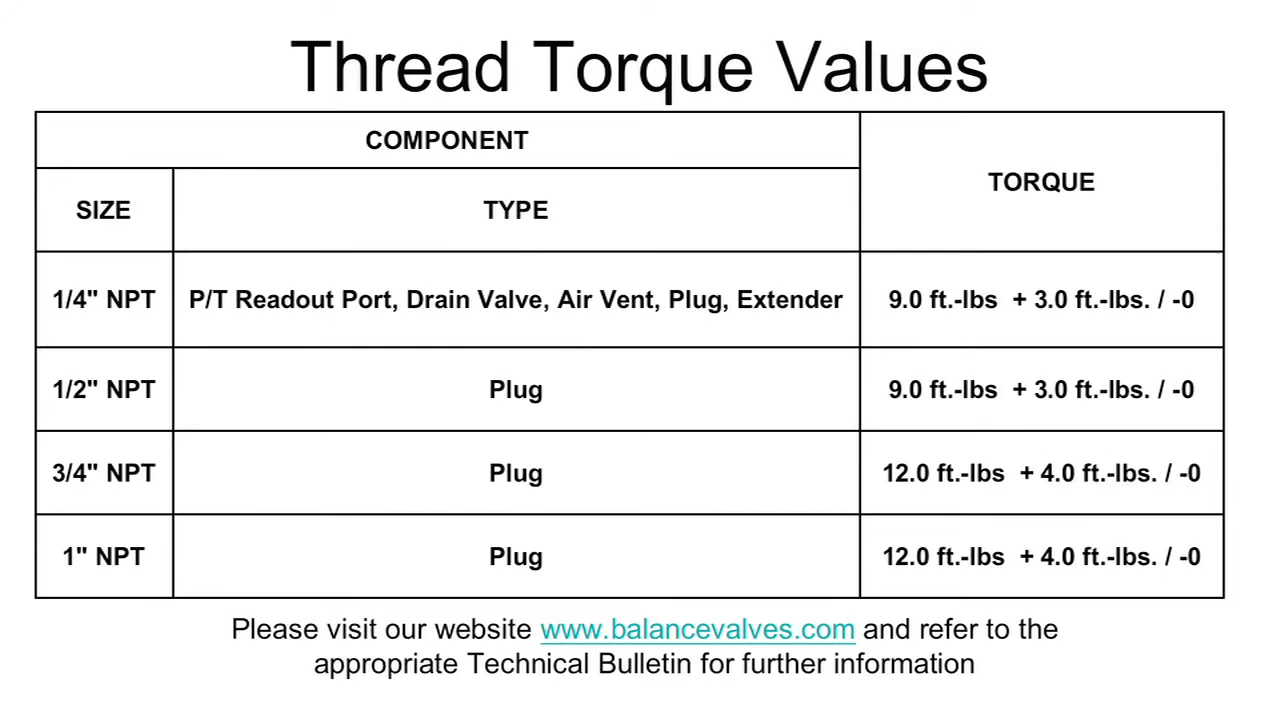 Thread Torque Values
COMPONENT
TORQUE
SIZE
TYPE
1/4" NPT
P/T Readout Port, Drain Valve, Air Vent, Plug, Extender
9.0 ft.-lbs + 3.0 ft.-lbs. / -0
1/2" NPT
Plug
9.0 ft.-lbs + 3.0 ft.-lbs. / -0
3/4" NPT
Plug
12.0 ft.-lbs + 4.0 ft.-lbs. / -0
1" NPT
Plug
12.0 ft.-lbs + 4.0 ft.-lbs. / -0
Please visit our website www.balancevalves.com and refer to the
appropriate Technical Bulletin for further information